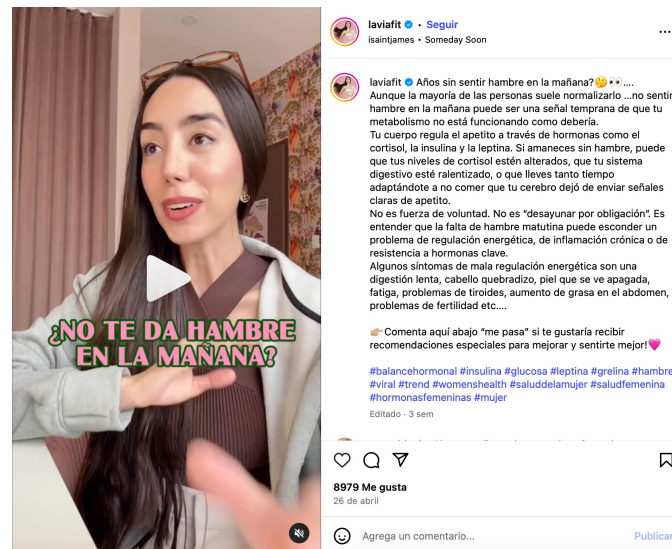 ¿NO TE DA HAMBRE
EN LA MAÑANA?
laviafit • Seguir
isaintjames • Someday Soon
laviafit Años sin sentir hambre en la mañana?🤔👀....
Aunque la mayoría de las personas suele normalizarlo ...no sentir
hambre en la mañana puede ser una señal temprana de que tu
metabolismo no está funcionando como debería.
Tu cuerpo regula el apetito a través de hormonas como el
cortisol, la insulina y la leptina. Si amaneces sin hambre, puede
que tus niveles de cortisol estén alterados, que tu sistema
digestivo esté ralentizado, o que lleves tanto tiempo
adaptándote a no comer que tu cerebro dejó de enviar señales
claras de apetito.
No es fuerza de voluntad. No es “desayunar por obligación”. Es
entender que la falta de hambre matutina puede esconder un
problema de regulación energética, de inflamación crónica o de
resistencia a hormonas clave.
Algunos síntomas de mala regulación energética son una
digestión lenta, cabello quebradizo, piel que se ve apagada,
fatiga, problemas de tiroides, aumento de grasa en el abdomen,
problemas de fertilidad etc....
👉🏼Comenta aquí abajo “me pasa” si te gustaría recibir
recomendaciones especiales para mejorar y sentirte mejor!💗
#balancehormonal #insulina #glucosa #leptina #grelina #hambre
#viral #trend #womenshealth #saluddelamujer #saludfemenina
#hormonasfemeninas #mujer
Editado · 3 sem
8979 Me gusta
26 de abril
Agrega un comentario...
Publicar